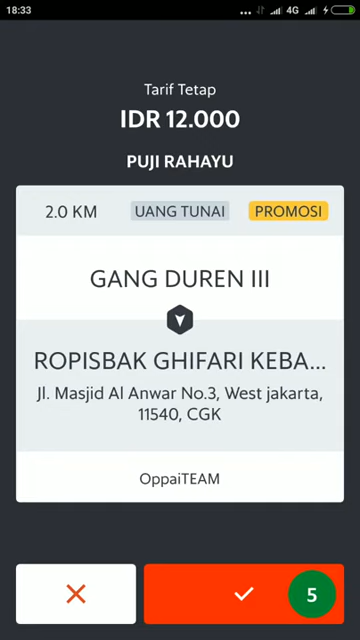 18:33
4G
Tarif Tetap
IDR 12.000
PUJI RAHAYU
2.0 KM UANG TUNAI PROMOSI
GANG DUREN III
ROPISBAK GHIFARI KEBA...
Jl. Masjid Al Anwar No.3, West jakarta,
11540, CGK
OppaiTEAM
5